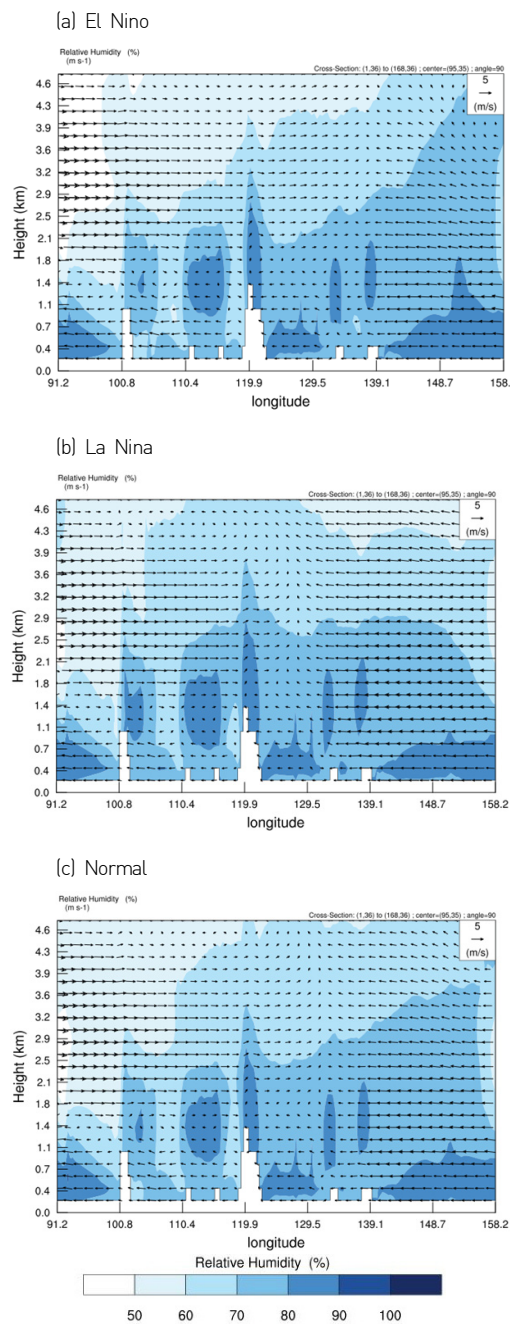 (a) El Nino
Relative Humidity (%)
(m s-1)
Cross-Section: (1,36) to (168,36) ; center=(95,35) ; angle=90
5
(m/s)
Height (km)
4.6
4.3
3.9
3.6
3.2
2.9
2.5
2.1
1.8
1.4
1.1
0.7
0.4
0.0
91.2 100.8 110.4 119.9 129.5 139.1 148.7 158.
longitude
(b) La Nina
Relative Humidity (%)
(m s-1)
Cross-Section: (1,36) to (168,36) ; center=(95,35) ; angle=90
5
(m/s)
Height (km)
4.6
4.3
3.9
3.6
3.2
2.9
2.5
2.1
1.8
1.4
1.1
0.7
0.4
0.0
91.2 100.8 110.4 119.9 129.5 139.1 148.7 158.2
longitude
(c) Normal
Relative Humidity (%)
(m s-1)
Cross-Section: (1,36) to (168,36) ; center=(95,35) ; angle=90
5
(m/s)
Height (km)
4.6
4.3
3.9
3.6
3.2
2.9
2.5
2.1
1.8
1.4
1.1
0.7
0.4
0.0
91.2 100.8 110.4 119.9 129.5 139.1 148.7 158.2
longitude
Relative Humidity (%)
50 60 70 80 90 100